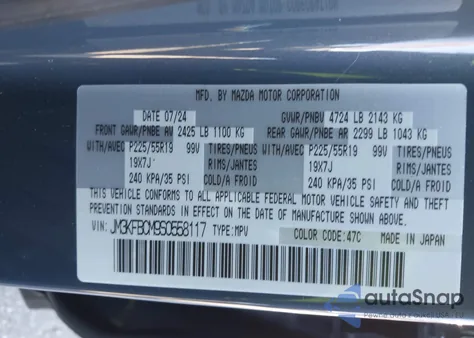 MFD. BY MAZDA MOTOR CORPORATION
DATE 07/24 GVWR/PNBV 4724 LB 2143 KG
FRONT GAWR/PNBE AV 2425 LB 1100 KG REAR GAWR/PNBE AR 2299 LB 1043 KG
WITH/AVEC P225/55R19 99V TIRES/PNEUS WITH/AVEC P225/55R19 99V TIRES/PNEUS
19X7J RIMS/JANTES 19X7J RIMS/JANTES
240 KPA/35 PSI COLD/A FROID 240 KPA/35 PSI COLD/A FROID
THIS VEHICLE CONFORMS TO ALL APPLICABLE FEDERAL MOTOR VEHICLE SAFETY AND
THEFT PREVENTION STANDARDS IN EFFECT ON THE DATE OF MANUFACTURE SHOWN ABOVE.
VIN: JM3KFBCM9S0558117 TYPE:MPV COLOR CODE:47C MADE IN JAPAN
autoSnap